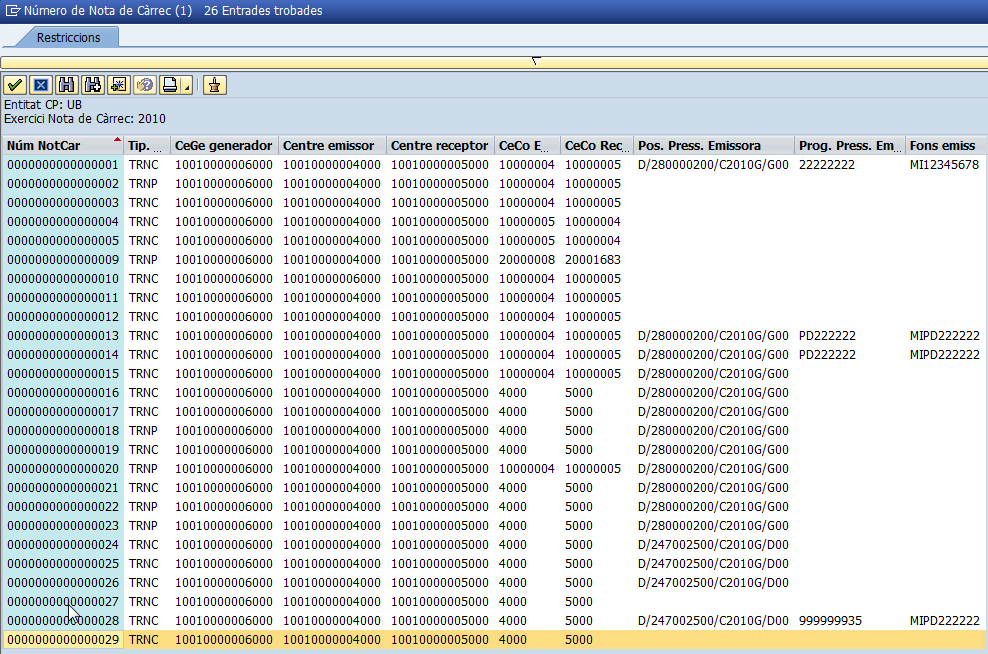 Número de Nota de Càrrec (1) 26 Entrades trobades
Restriccions
Entitat CP: UB
Exercici Nota de Càrrec: 2010
Núm NotCar Tip. ... CeGe generador Centre emissor Centre receptor CeCo E... CeCo Rec... Pos. Press. Emissora Prog. Press. Em... Fons emiss
0000000000000001 TRNC 10010000006000 10010000004000 10010000005000 10000004 10000005 D/280000200/C2010G/G00 22222222 MI12345678
0000000000000002 TRNP 10010000006000 10010000004000 10010000005000 10000004 10000005
0000000000000003 TRNC 10010000006000 10010000004000 10010000005000 10000004 10000005
0000000000000004 TRNC 10010000006000 10010000004000 10010000005000 10000005 10000004
0000000000000005 TRNC 10010000006000 10010000004000 10010000005000 10000005 10000004
0000000000000009 TRNP 10010000006000 10010000004000 10010000005000 20000008 20001683
0000000000000010 TRNC 10010000006000 10010000006000 10010000005000 10000004 10000005
0000000000000011 TRNC 10010000006000 10010000004000 10010000005000 10000004 10000005
0000000000000012 TRNC 10010000006000 10010000004000 10010000005000 10000004 10000005
0000000000000013 TRNC 10010000006000 10010000004000 10010000005000 10000004 10000005 D/280000200/C2010G/G00 PD222222 MIPD222222
0000000000000014 TRNC 10010000006000 10010000004000 10010000005000 10000004 10000005 D/280000200/C2010G/G00 PD222222 MIPD222222
0000000000000015 TRNC 10010000006000 10010000004000 10010000005000 10000004 10000005 D/280000200/C2010G/G00
0000000000000016 TRNC 10010000006000 10010000004000 10010000005000 4000 5000 D/280000200/C2010G/G00
0000000000000017 TRNC 10010000006000 10010000004000 10010000005000 4000 5000 D/280000200/C2010G/G00
0000000000000018 TRNP 10010000006000 10010000004000 10010000005000 4000 5000 D/280000200/C2010G/G00
0000000000000019 TRNC 10010000006000 10010000004000 10010000005000 4000 5000 D/280000200/C2010G/G00
0000000000000020 TRNP 10010000006000 10010000004000 10010000005000 10000004 10000005 D/280000200/C2010G/G00
0000000000000021 TRNC 10010000006000 10010000004000 10010000005000 4000 5000 D/280000200/C2010G/G00
0000000000000022 TRNP 10010000006000 10010000004000 10010000005000 4000 5000 D/280000200/C2010G/G00
0000000000000023 TRNP 10010000006000 10010000004000 10010000005000 4000 5000 D/280000200/C2010G/G00
0000000000000024 TRNC 10010000006000 10010000004000 10010000005000 4000 5000 D/247002500/C2010G/D00
0000000000000025 TRNC 10010000006000 10010000004000 10010000005000 4000 5000 D/247002500/C2010G/D00
0000000000000026 TRNC 10010000006000 10010000004000 10010000005000 4000 5000 D/247002500/C2010G/D00
0000000000000027 TRNC 10010000006000 10010000004000 10010000005000 4000 5000
0000000000000028 TRNC 10010000006000 10010000004000 10010000005000 4000 5000 D/247002500/C2010G/D00 999999935 MIPD222222
0000000000000029 TRNC 10010000006000 10010000004000 10010000005000 4000 5000